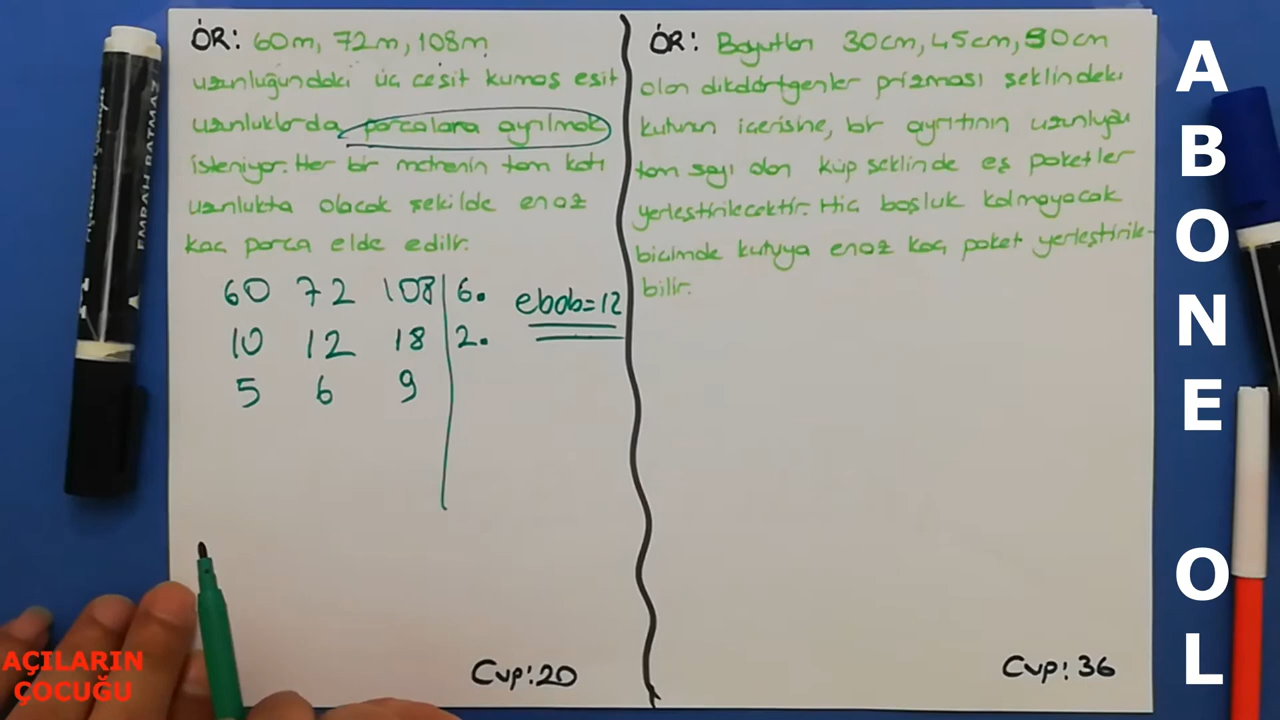 ÖR: 60m, 72m, 108m
uzunluğundaki üç çeşit kumaş eşit
uzunluklarda parçalara ayrılmak
isteniyor. Her bir metrenin tam katı
uzunlukta olacak şekilde en az
kaç parça elde edilir.
60 72 108 6.
10 12 18 2.
5 6 9
ebob=12
Cvp: 20
ÖR: Boyutları 30cm, 45cm, 90cm
olan dikdörtgenler prizması şeklindeki
kutunun içerisine, bir ayrıtının uzunluğu
tam sayı olan küp şeklinde eş paketler
yerleştirilecektir. Hiç boşluk kalmayacak
biçimde kutuya en az kaç paket yerleştirile-
bilir.
Cvp: 36
ABONE OL
AÇILARIN
ÇOCUĞU